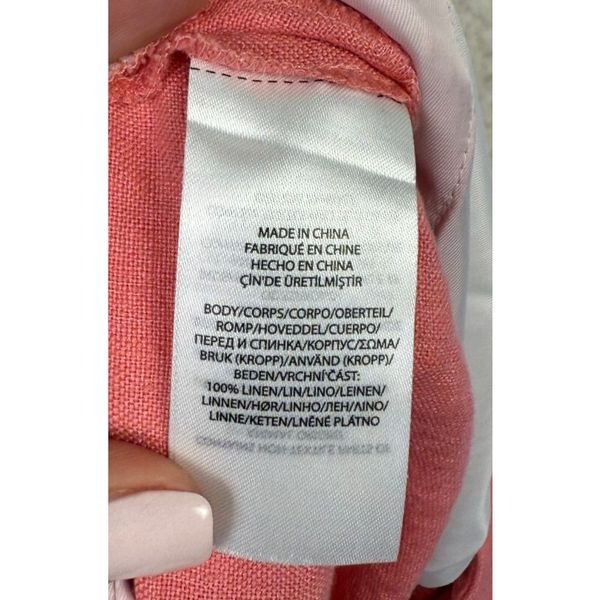 MADE IN CHINA
FABRIQUÉ EN CHINE
HECHO EN CHINA
ÇİN'DE ÜRETİLMİŞTİR
BODY/CORPS/CORPO/OBERTEIL/
ROMP/HOVEDDEL/CUERPO/
ПЕРЕД И СПИНКА/КОРПУС/ΣΩΜΑ/
BRUK (KROPP)/ANVÄND (KROPP)/
BEDEN/VRCHNÍ ČÁST:
100% LINEN/LIN/LINO/LEINEN/
LINNEN/HØR/LINHO/ЛЕН/ΛΙΝΟ/
LINNE/KETEN/LNĚNÉ PLÁTNO